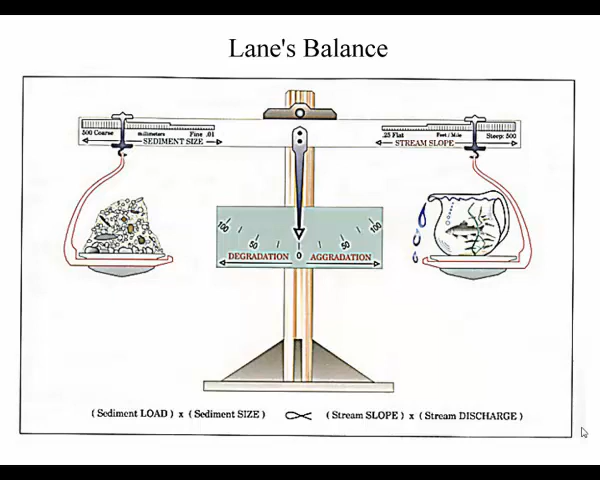 Lane's Balance
500 Coarse millimeters Fine .01
SEDIMENT SIZE
.25 Flat Feet / Mile Steep: 500
STREAM SLOPE
100 50 0 50 100
DEGRADATION AGGRADATION
( Sediment LOAD ) x ( Sediment SIZE ) ( Stream SLOPE ) x ( Stream DISCHARGE )